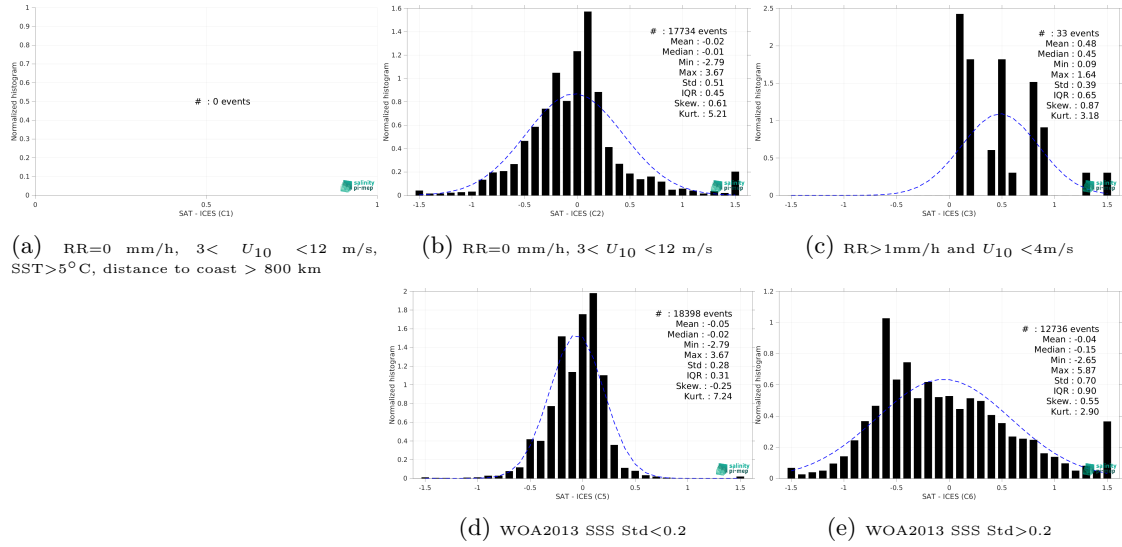 Normalized histogram
1
0.9
0.8
0.7
0.6
0.5
0.4
0.3
0.2
0.1
0
# : 0 events
salinity
pi-mep
0 0.5 1
SAT - ICES (C1)
(a) RR=0 mm/h, 3< U10 <12 m/s,
SST>5°C, distance to coast > 800 km
Normalized histogram
1.6
1.4
1.2
1
0.8
0.6
0.4
0.2
0
# : 17734 events
Mean : -0.02
Median : -0.01
Min : -2.79
Max : 3.67
Std : 0.51
IQR : 0.45
Skew. : 0.61
Kurt. : 5.21
salinity
pi-mep
-1.5 -1 -0.5 0 0.5 1 1.5
SAT - ICES (C2)
(b) RR=0 mm/h, 3< U10 <12 m/s
Normalized histogram
2.5
2
1.5
1
0.5
0
# : 33 events
Mean : 0.48
Median : 0.45
Min : 0.09
Max : 1.64
Std : 0.39
IQR : 0.65
Skew. : 0.87
Kurt. : 3.18
salinity
pi-mep
-1.5 -1 -0.5 0 0.5 1 1.5
SAT - ICES (C3)
(c) RR>1mm/h and U10 <4m/s
Normalized histogram
2
1.8
1.6
1.4
1.2
1
0.8
0.6
0.4
0.2
0
# : 18398 events
Mean : -0.05
Median : -0.02
Min : -2.79
Max : 3.67
Std : 0.28
IQR : 0.31
Skew. : -0.25
Kurt. : 7.24
salinity
pi-mep
-1.5 -1 -0.5 0 0.5 1 1.5
SAT - ICES (C5)
(d) WOA2013 SSS Std<0.2
Normalized histogram
1.2
1
0.8
0.6
0.4
0.2
0
# : 12736 events
Mean : -0.04
Median : -0.15
Min : -2.65
Max : 5.87
Std : 0.70
IQR : 0.90
Skew. : 0.55
Kurt. : 2.90
salinity
pi-mep
-1.5 -1 -0.5 0 0.5 1 1.5
SAT - ICES (C6)
(e) WOA2013 SSS Std>0.2